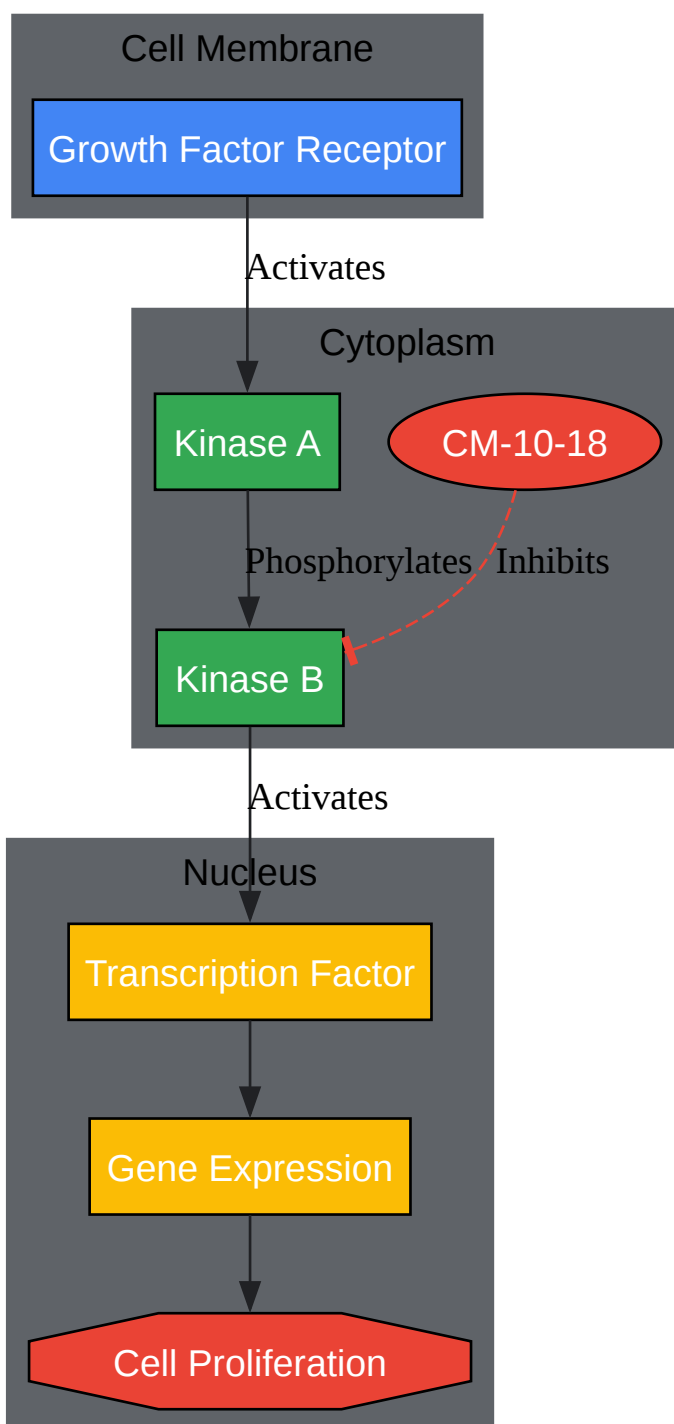 Cell Membrane
Growth Factor Receptor
Activates
Cytoplasm
Kinase A
CM-10-18
Phosphorylates
Inhibits
Kinase B
Activates
Nucleus
Transcription Factor
Gene Expression
Cell Proliferation